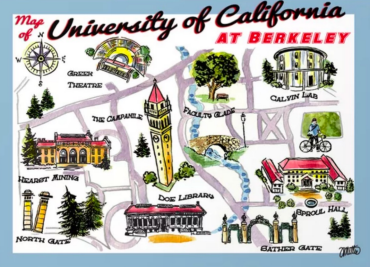 Map of University of California
AT BERKELEY
GREEK THEATRE
THE CAMPANILE
FACULTY GLADE
CALVIN LAB
HEARST MINING
DOE LIBRARY
SPROUL HALL
NORTH GATE
SATHER GATE